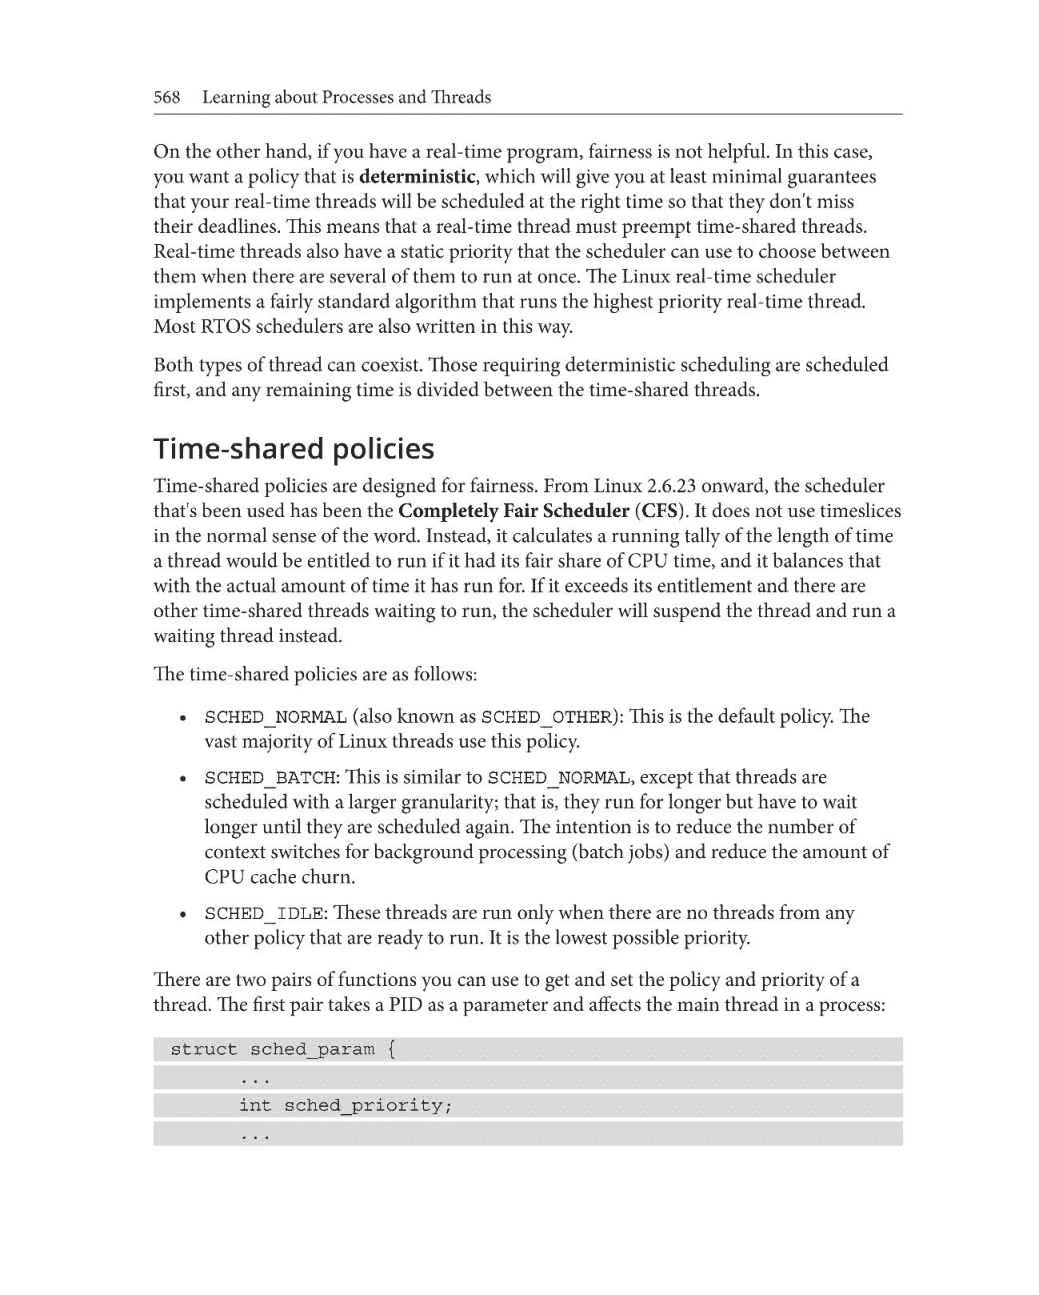 568 Learning about Processes and Threads
On the other hand, if you have a real-time program, fairness is not helpful. In this case,
you want a policy that is deterministic, which will give you at least minimal guarantees
that your real-time threads will be scheduled at the right time so that they don't miss
their deadlines. This means that a real-time thread must preempt time-shared threads.
Real-time threads also have a static priority that the scheduler can use to choose between
them when there are several of them to run at once. The Linux real-time scheduler
implements a fairly standard algorithm that runs the highest priority real-time thread.
Most RTOS schedulers are also written in this way.
Both types of thread can coexist. Those requiring deterministic scheduling are scheduled
first, and any remaining time is divided between the time-shared threads.
Time-shared policies
Time-shared policies are designed for fairness. From Linux 2.6.23 onward, the scheduler
that's been used has been the Completely Fair Scheduler (CFS). It does not use timeslices
in the normal sense of the word. Instead, it calculates a running tally of the length of time
a thread would be entitled to run if it had its fair share of CPU time, and it balances that
with the actual amount of time it has run for. If it exceeds its entitlement and there are
other time-shared threads waiting to run, the scheduler will suspend the thread and run a
waiting thread instead.
The time-shared policies are as follows:
• SCHED_NORMAL (also known as SCHED_OTHER): This is the default policy. The
vast majority of Linux threads use this policy.
• SCHED_BATCH: This is similar to SCHED_NORMAL, except that threads are
scheduled with a larger granularity; that is, they run for longer but have to wait
longer until they are scheduled again. The intention is to reduce the number of
context switches for background processing (batch jobs) and reduce the amount of
CPU cache churn.
• SCHED_IDLE: These threads are run only when there are no threads from any
other policy that are ready to run. It is the lowest possible priority.
There are two pairs of functions you can use to get and set the policy and priority of a
thread. The first pair takes a PID as a parameter and affects the main thread in a process:
struct sched_param {
...
int sched_priority;
...